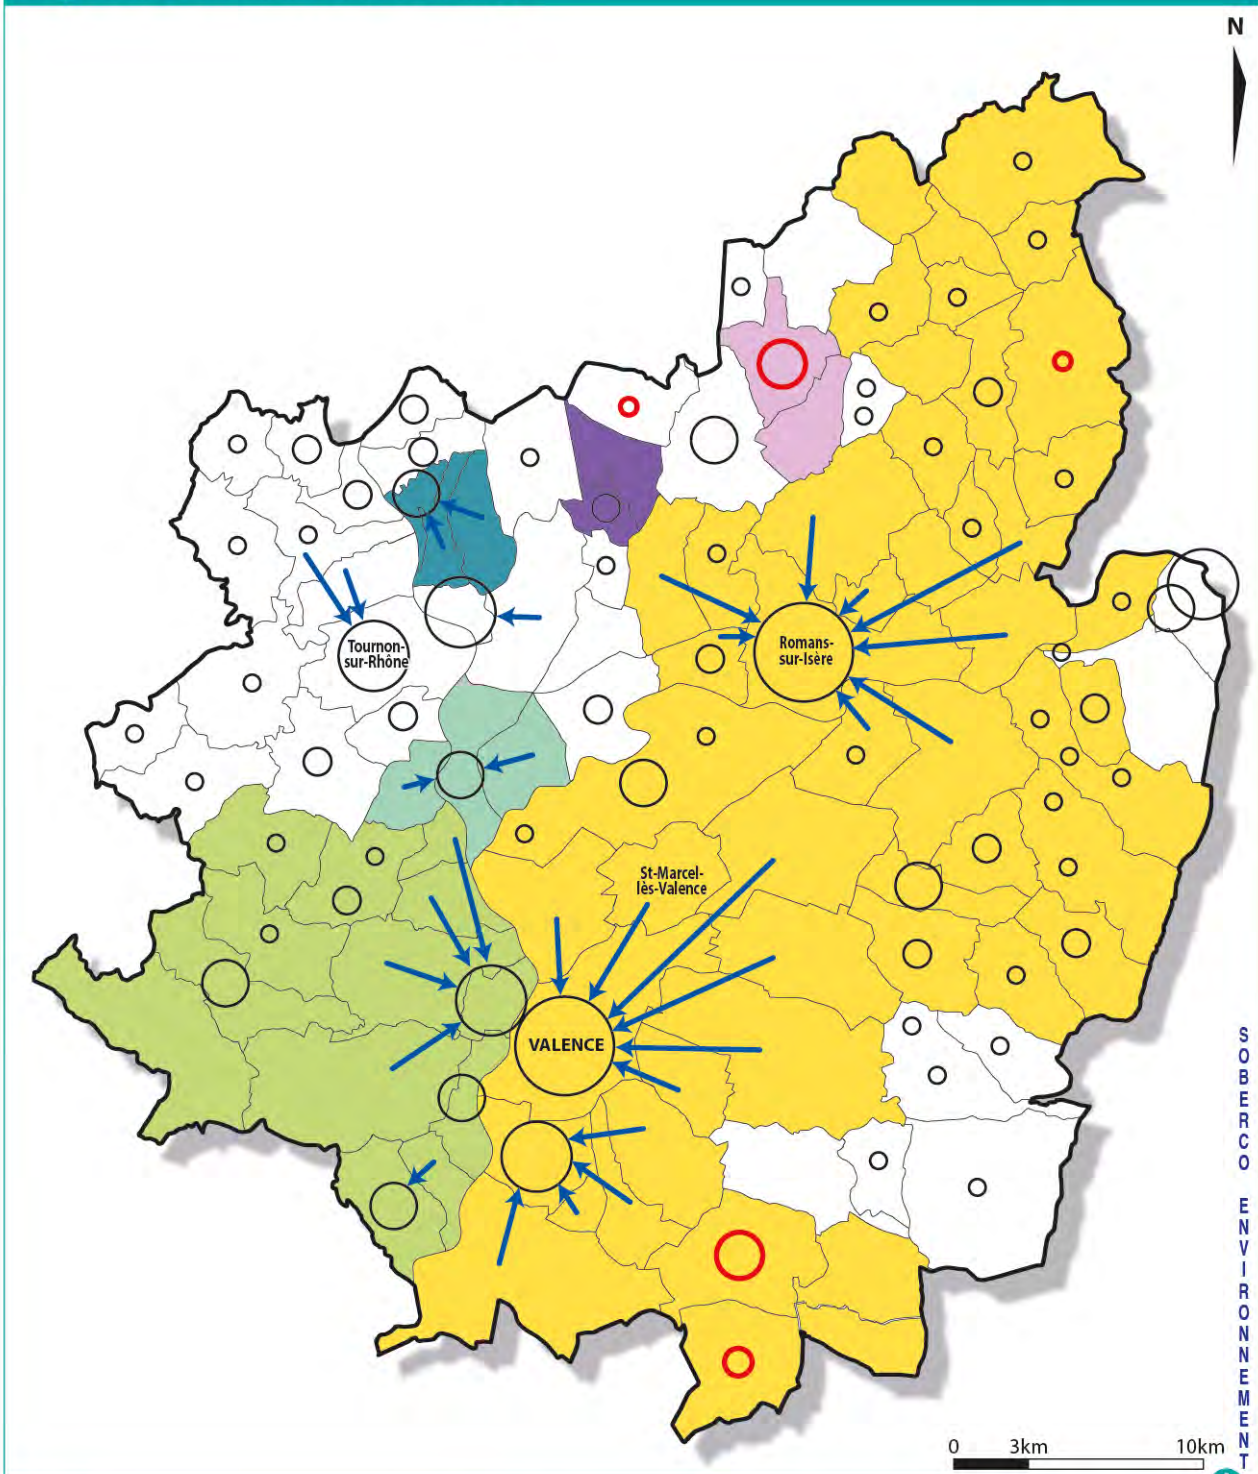 N
Tournon-
sur-Rhône
Romans-
sur-Isère
St-Marcel-
lès-Valence
VALENCE
SOBERCO ENVIRONNEMENT
0 3km 10km